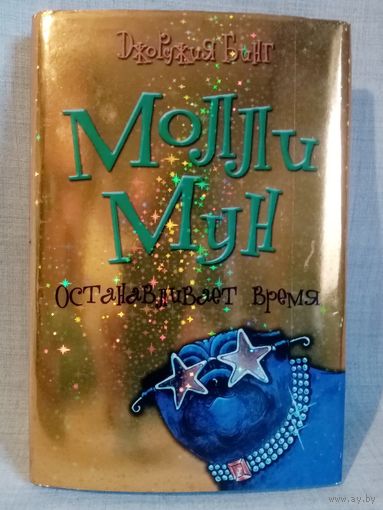 Джорджия Бинг
Молли
Мун
останавливает время
ay.by